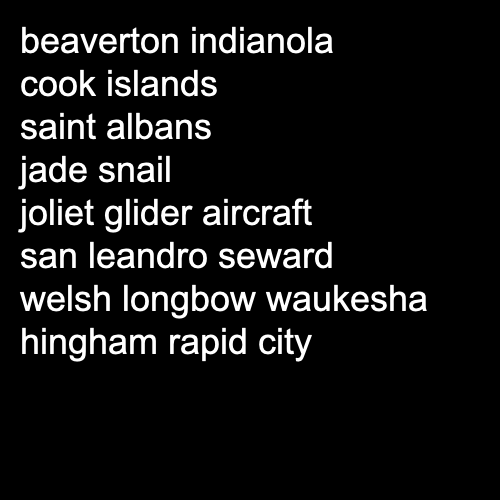 beaverton indianola
cook islands
saint albans
jade snail
joliet glider aircraft
san leandro seward
welsh longbow waukesha
hingham rapid city